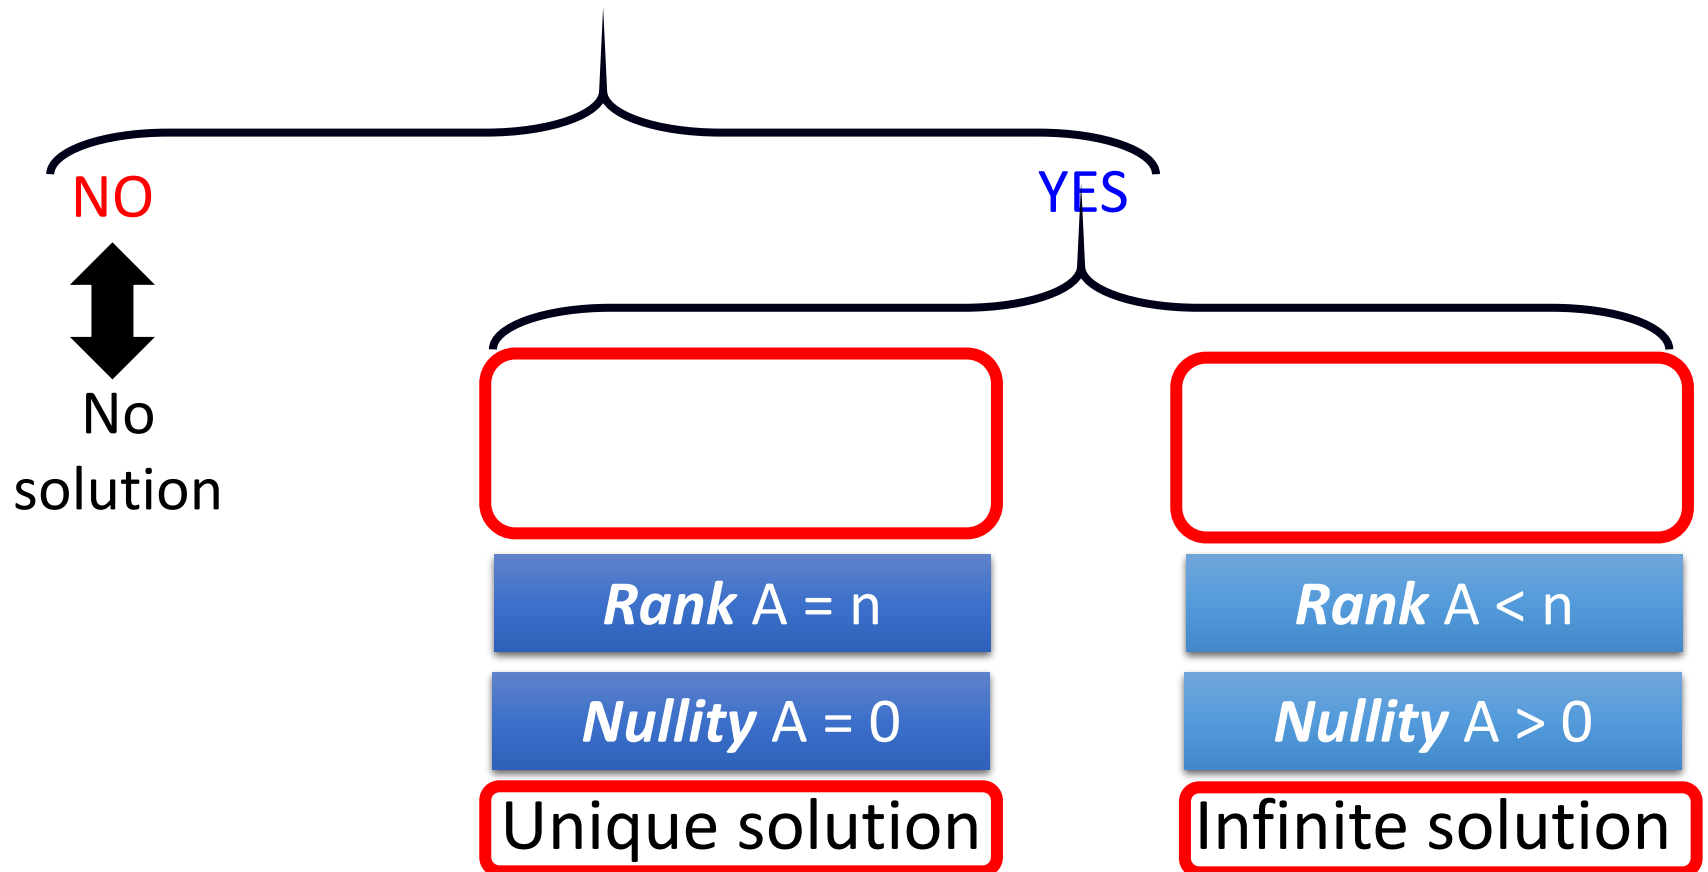 NO
YES
No
solution
Rank A = n
Rank A < n
Nullity A = 0
Nullity A > 0
Unique solution
Infinite solution